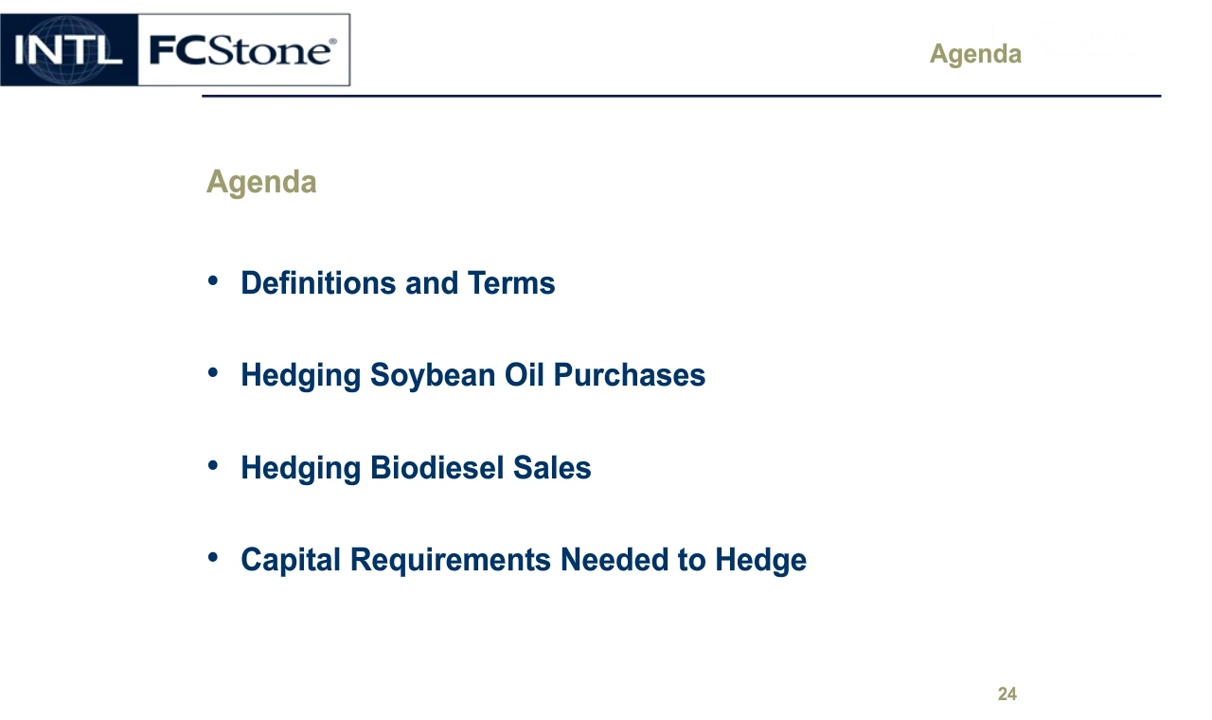 INTL FCStone®
Agenda
Agenda
• Definitions and Terms
• Hedging Soybean Oil Purchases
• Hedging Biodiesel Sales
• Capital Requirements Needed to Hedge
24